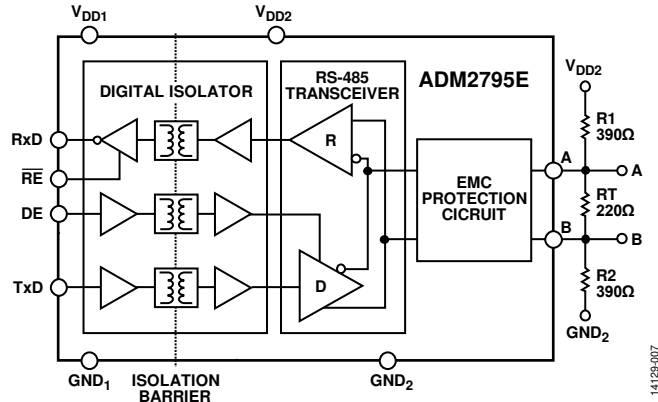 VDD1
VDD2
DIGITAL ISOLATOR
RS-485
TRANSCEIVER
ADM2795E
VDD2
R1
390Ω
RxD
R
RE
A
A
EMC
PROTECTION
CICRUIT
RT
220Ω
DE
B
B
TxD
D
R2
390Ω
GND2
GND1
ISOLATION
BARRIER
GND2
14129-007